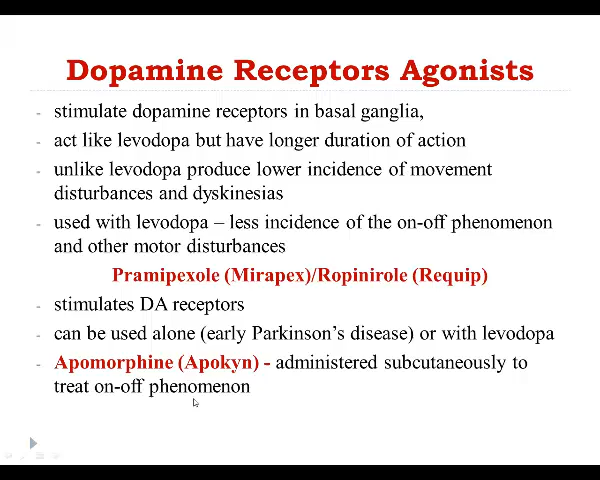 Dopamine Receptors Agonists
- stimulate dopamine receptors in basal ganglia,
- act like levodopa but have longer duration of action
- unlike levodopa produce lower incidence of movement
disturbances and dyskinesias
- used with levodopa – less incidence of the on-off phenomenon
and other motor disturbances
Pramipexole (Mirapex)/Ropinirole (Requip)
- stimulates DA receptors
- can be used alone (early Parkinson's disease) or with levodopa
- Apomorphine (Apokyn) - administered subcutaneously to
treat on-off phenomenon